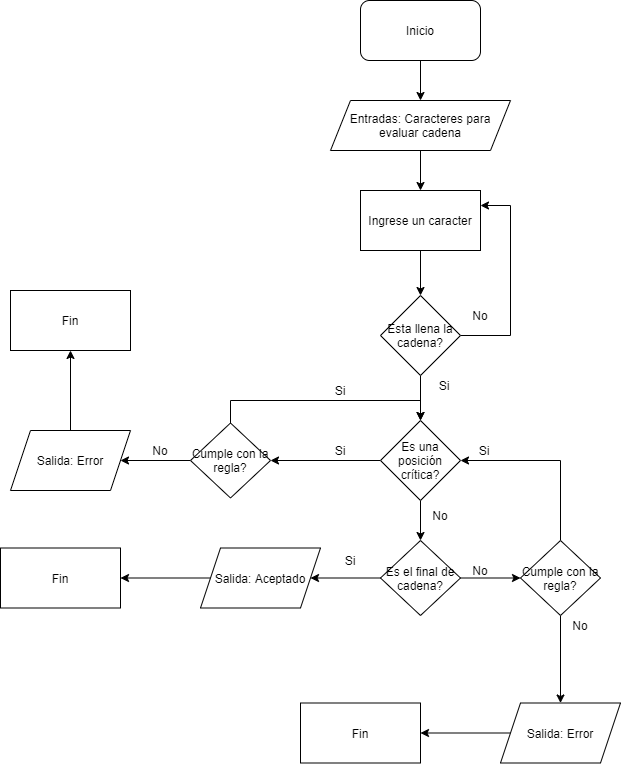 Inicio
Entradas: Caracteres para
evaluar cadena
Ingrese un caracter
Esta llena la
cadena?
No
Si
Fin
Si
Cumple con la
regla?
No
Salida: Error
Si
Es una
posición
crítica?
Si
No
Fin
Salida: Aceptado
Si
Es el final de
cadena?
No
Cumple con la
regla?
No
Fin
Salida: Error